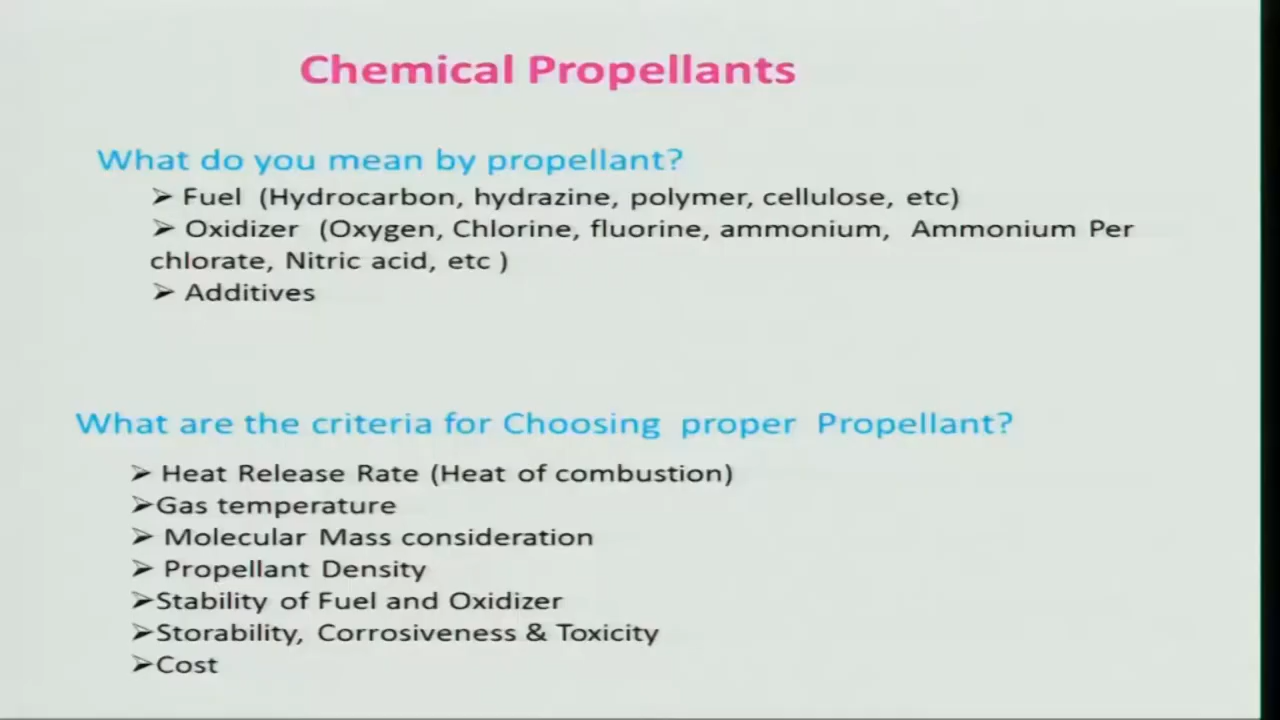 Chemical Propellants
What do you mean by propellant?
➢ Fuel (Hydrocarbon, hydrazine, polymer, cellulose, etc)
➢ Oxidizer (Oxygen, Chlorine, fluorine, ammonium, Ammonium Per
chlorate, Nitric acid, etc )
➢ Additives
What are the criteria for Choosing proper Propellant?
➢ Heat Release Rate (Heat of combustion)
➢Gas temperature
➢ Molecular Mass consideration
➢ Propellant Density
➢Stability of Fuel and Oxidizer
➢Storability, Corrosiveness & Toxicity
➢Cost